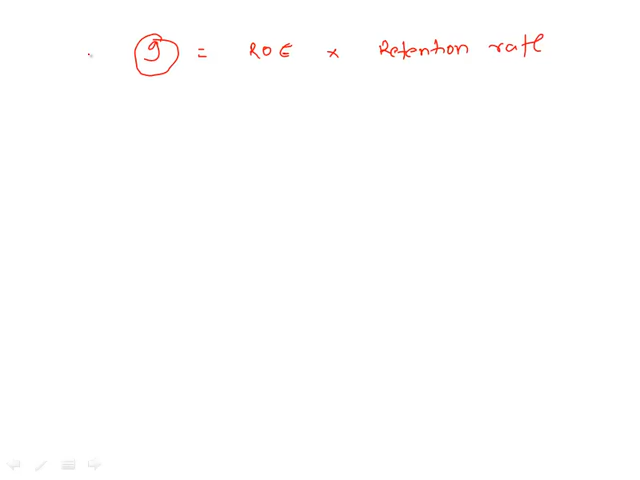 g = ROE × Retention rate